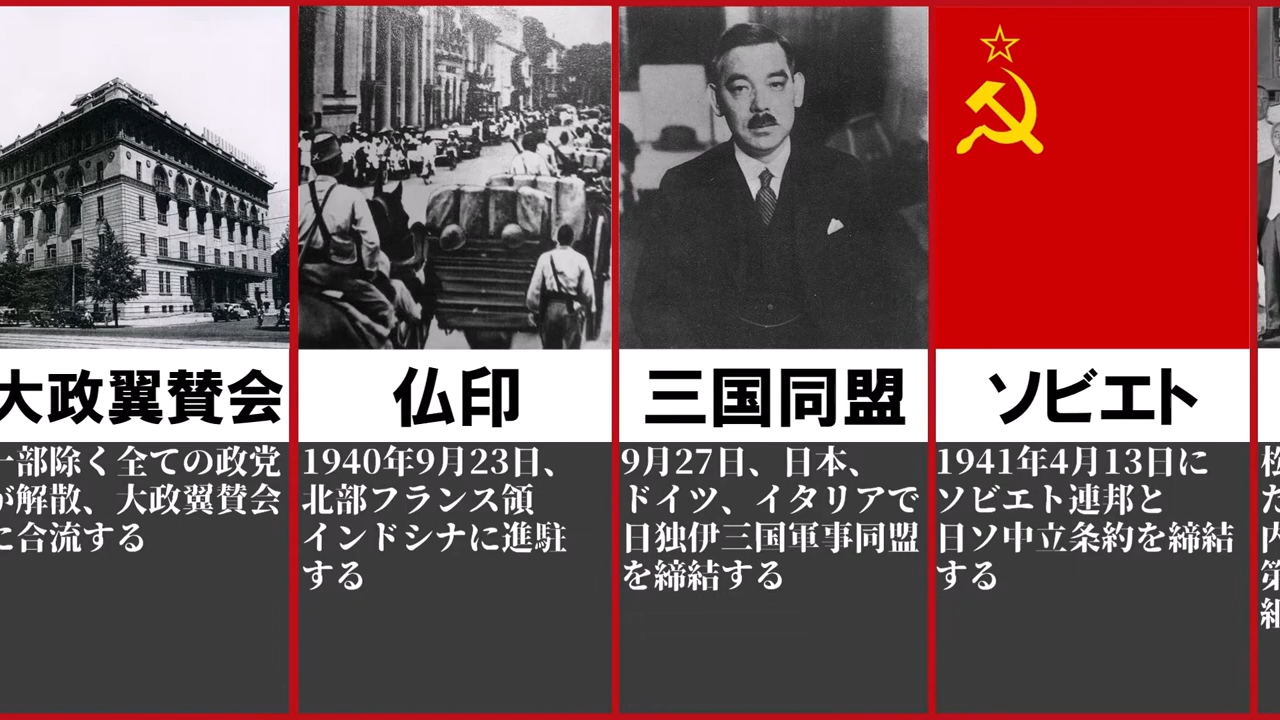 大政翼賛会
一部除く全ての政党
が解散、大政翼賛会
に合流する
仏印
1940年9月23日、
北部フランス領
インドシナに進駐
する
三国同盟
9月27日、日本、
ドイツ、イタリアで
日独伊三国軍事同盟
を締結する
ソビエト
1941年4月13日に
ソビエト連邦と
日ソ中立条約を締結
する